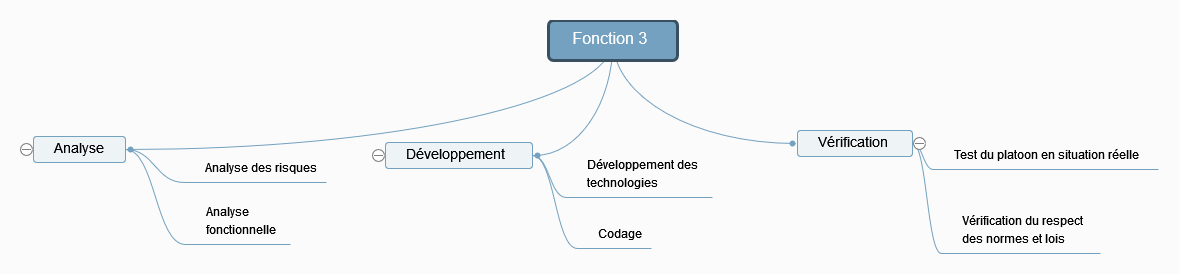 Fonction 3
Analyse
Analyse des risques
Analyse
fonctionnelle
Développement
Développement des
technologies
Codage
Vérification
Test du platoon en situation réelle
Vérification du respect
des normes et lois